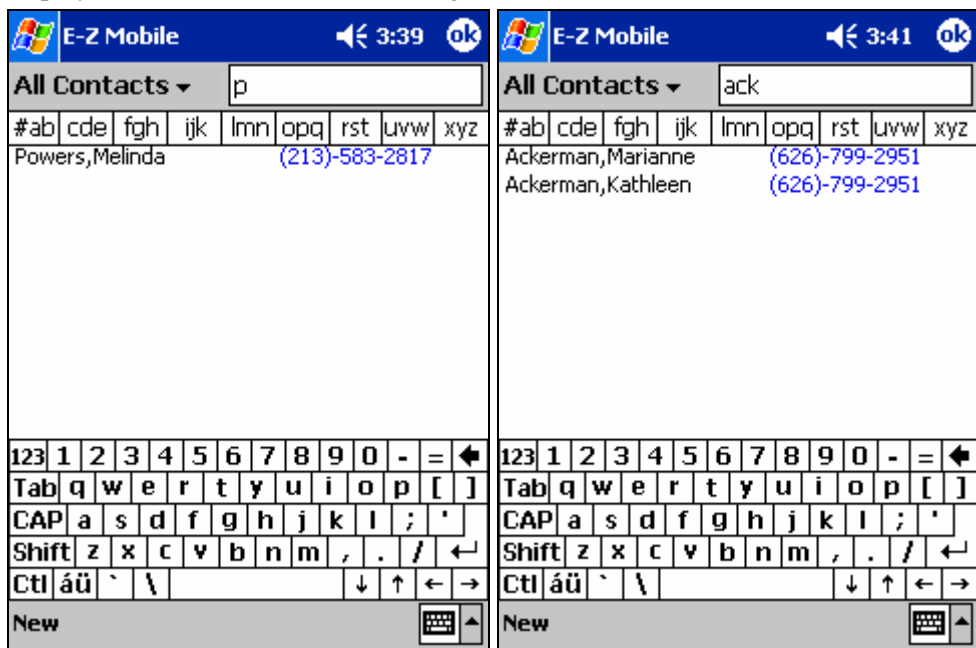 E-Z Mobile 3:39 ok
All Contacts p
#ab cde fgh ijk lmn opq rst uvw xyz
Powers,Melinda (213)-583-2817
123 1 2 3 4 5 6 7 8 9 0 - =
Tab q w e r t y u i o p [ ]
CAP a s d f g h j k l ; '
Shift z x c v b n m , . /
Ctl áü ` \ ↓ ↑ ← →
New
E-Z Mobile 3:41 ok
All Contacts ack
#ab cde fgh ijk lmn opq rst uvw xyz
Ackerman,Marianne (626)-799-2951
Ackerman,Kathleen (626)-799-2951
123 1 2 3 4 5 6 7 8 9 0 - =
Tab q w e r t y u i o p [ ]
CAP a s d f g h j k l ; '
Shift z x c v b n m , . /
Ctl áü ` \ ↓ ↑ ← →
New